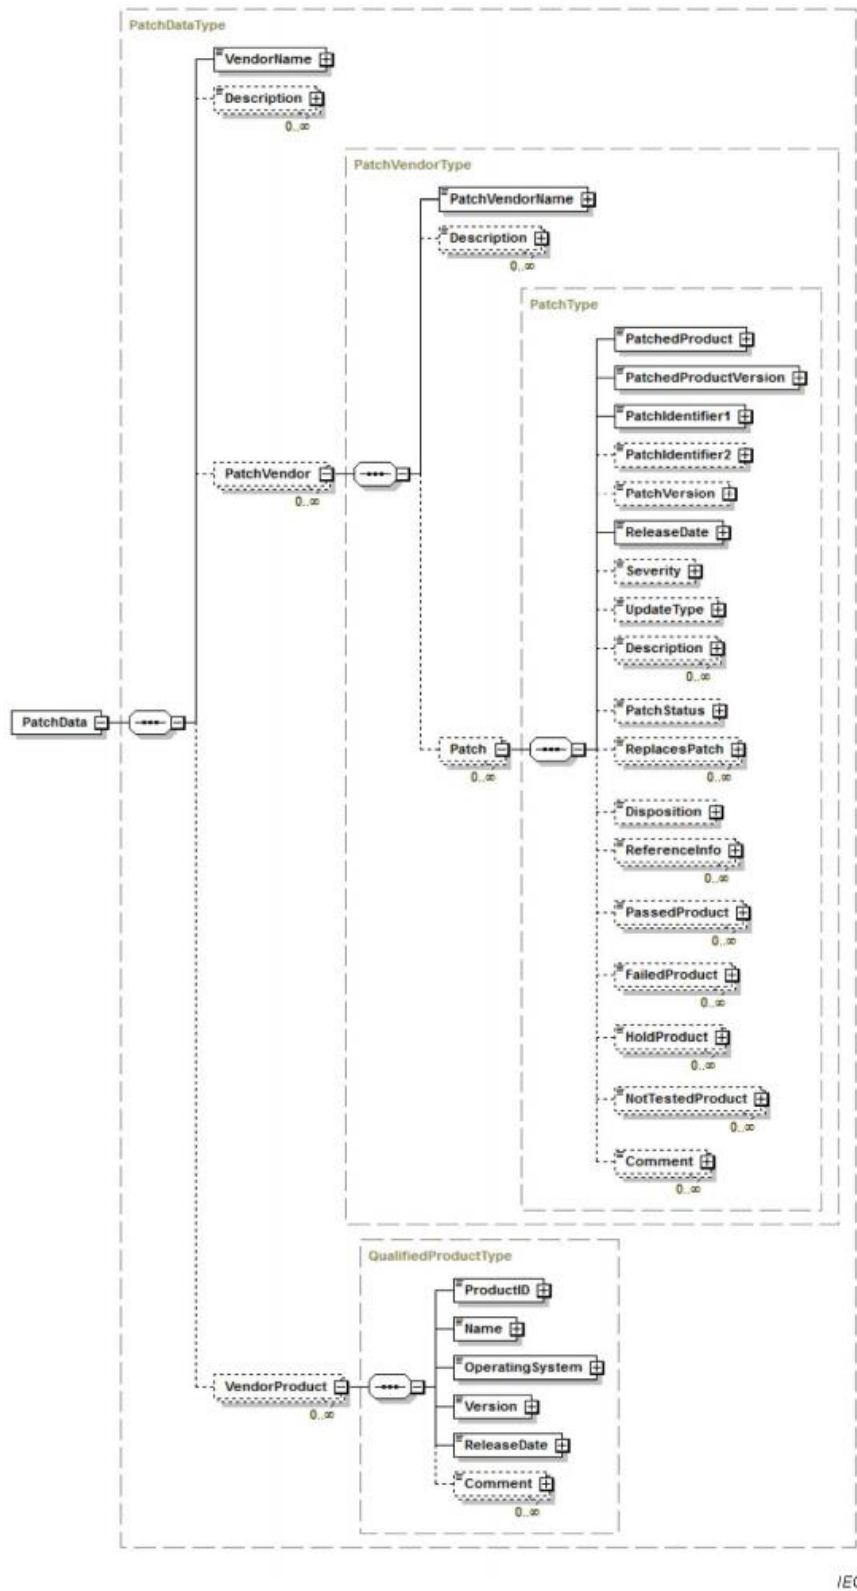 PatchDataType
VendorName
Description
0..∞
PatchVendorType
PatchVendorName
Description
0..∞
PatchType
PatchedProduct
PatchedProductVersion
PatchIdentifier1
PatchIdentifier2
PatchVersion
ReleaseDate
Severity
UpdateType
Description
0..∞
PatchStatus
ReplacesPatch
0..∞
Disposition
ReferenceInfo
0..∞
PassedProduct
0..∞
FailedProduct
0..∞
HoldProduct
0..∞
NotTestedProduct
0..∞
Comment
0..∞
PatchVendor
0..∞
Patch
0..∞
PatchData
QualifiedProductType
ProductID
Name
OperatingSystem
Version
ReleaseDate
Comment
0..∞
VendorProduct
0..∞